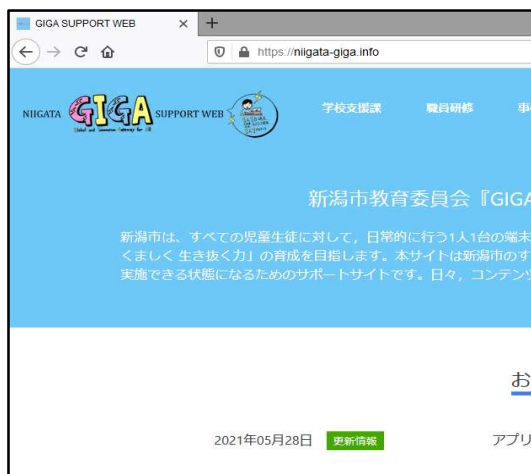 GIGA SUPPORT WEB
https://niigata-giga.info
NIIGATA GIGA SUPPORT WEB
学校支援課 職員研修
新潟市教育委員会『GIGA
新潟市は、すべての児童生徒に対して，日常的に行う1人1台の端末
くましく 生き抜く力」の育成を目指します。本サイトは新潟市のす
実施できる状態になるためのサポートサイトです。日々，コンテンツ
お
2021年05月28日 更新情報 アプリ